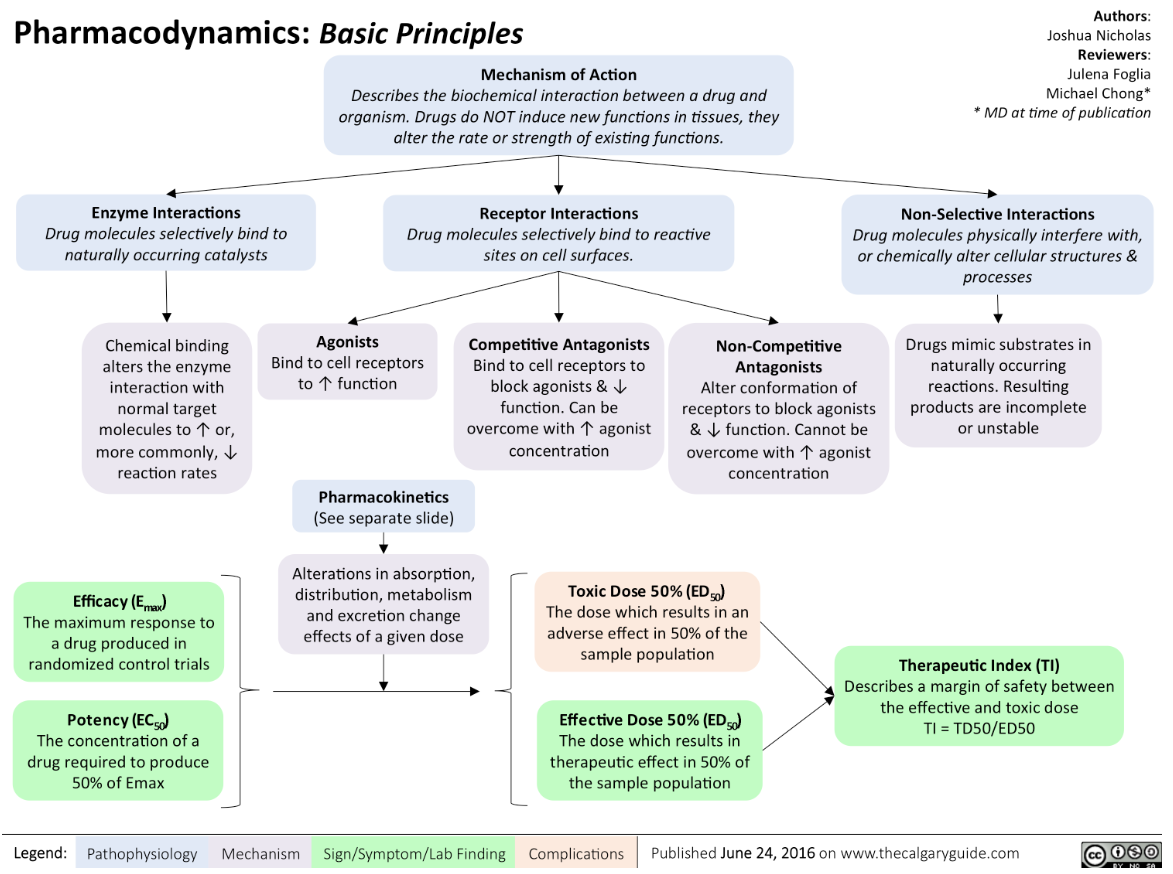 Pharmacodynamics: Basic Principles
Authors:
Joshua Nicholas
Reviewers:
Julena Foglia
Michael Chong*
* MD at time of publication
Mechanism of Action
Describes the biochemical interaction between a drug and
organism. Drugs do NOT induce new functions in tissues, they
alter the rate or strength of existing functions.
Enzyme Interactions
Drug molecules selectively bind to
naturally occurring catalysts
Receptor Interactions
Drug molecules selectively bind to reactive
sites on cell surfaces.
Non-Selective Interactions
Drug molecules physically interfere with,
or chemically alter cellular structures &
processes
Chemical binding
alters the enzyme
interaction with
normal target
molecules to ↑ or,
more commonly, ↓
reaction rates
Agonists
Bind to cell receptors
to ↑ function
Competitive Antagonists
Bind to cell receptors to
block agonists & ↓
function. Can be
overcome with ↑ agonist
concentration
Non-Competitive
Antagonists
Alter conformation of
receptors to block agonists
& ↓ function. Cannot be
overcome with ↑ agonist
concentration
Drugs mimic substrates in
naturally occurring
reactions. Resulting
products are incomplete
or unstable
Pharmacokinetics
(See separate slide)
Alterations in absorption,
distribution, metabolism
and excretion change
effects of a given dose
Efficacy (Emax)
The maximum response to
a drug produced in
randomized control trials
Potency (EC50)
The concentration of a
drug required to produce
50% of Emax
Toxic Dose 50% (ED50)
The dose which results in an
adverse effect in 50% of the
sample population
Effective Dose 50% (ED50)
The dose which results in
therapeutic effect in 50% of
the sample population
Therapeutic Index (TI)
Describes a margin of safety between
the effective and toxic dose
TI = TD50/ED50
Legend: Pathophysiology Mechanism Sign/Symptom/Lab Finding Complications Published June 24, 2016 on www.thecalgaryguide.com
cc
BY NC SA